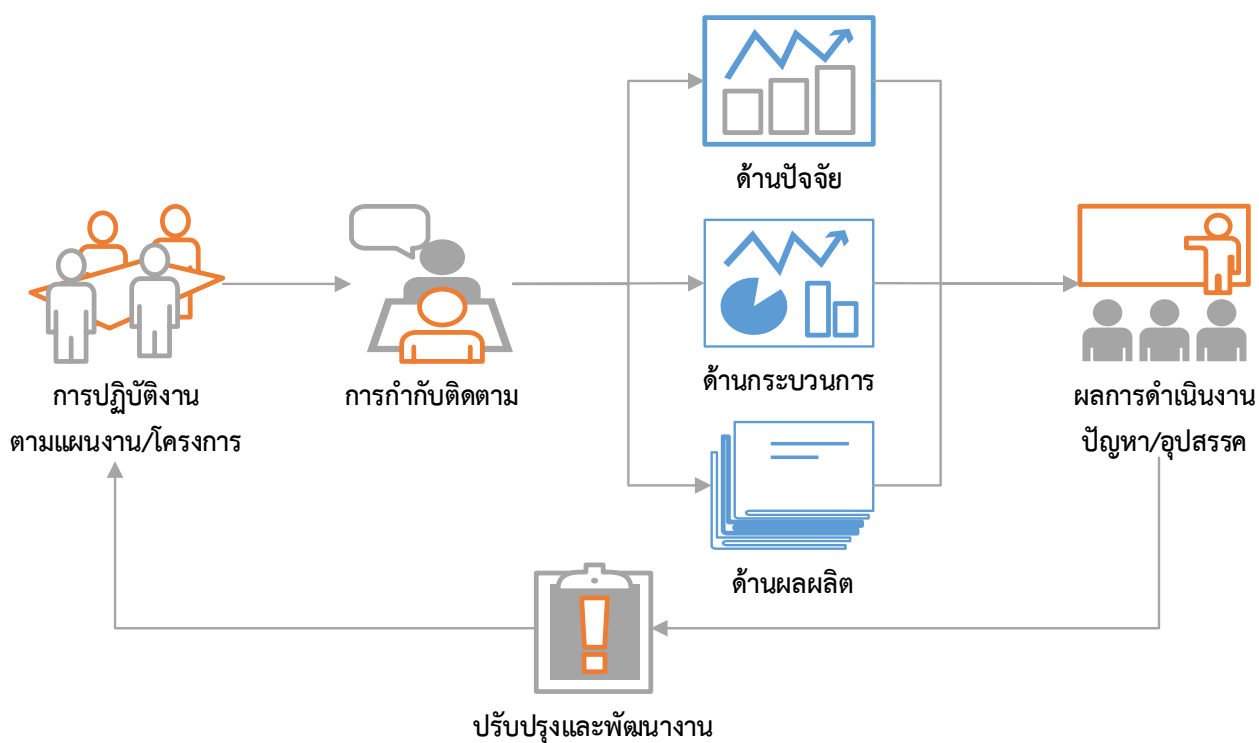 ด้านปัจจัย
การปฏิบัติงาน
ตามแผนงาน/โครงการ
การกำกับติดตาม
ด้านกระบวนการ
ด้านผลผลิต
ผลการดำเนินงาน
ปัญหา/อุปสรรค
ปรับปรุงและพัฒนางาน